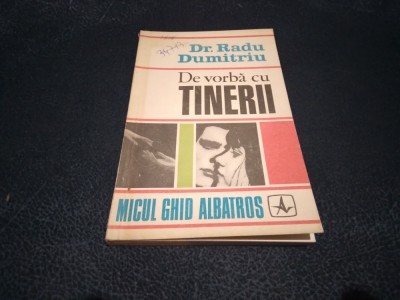 Dr. Radu
Dumitriu
De vorbă cu
TINERII
MICUL GHID ALBATROS